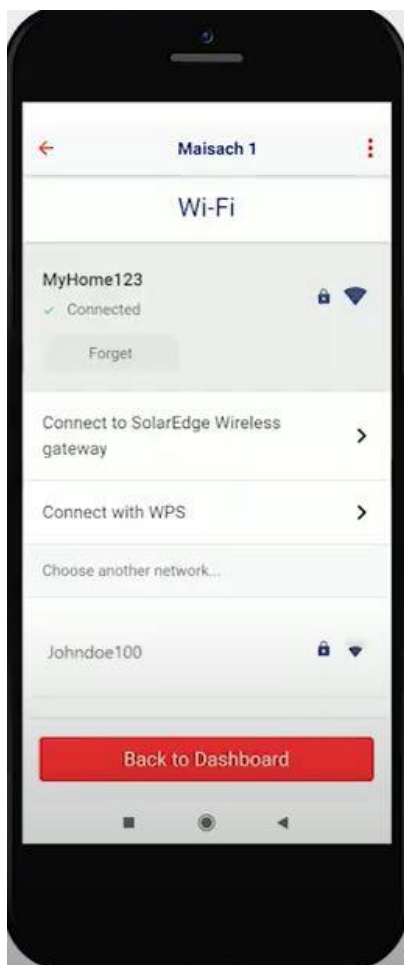 Maisach 1
Wi-Fi
MyHome123
Connected
Forget
Connect to SolarEdge Wireless
gateway
Connect with WPS
Choose another network...
Johndoe100
Back to Dashboard